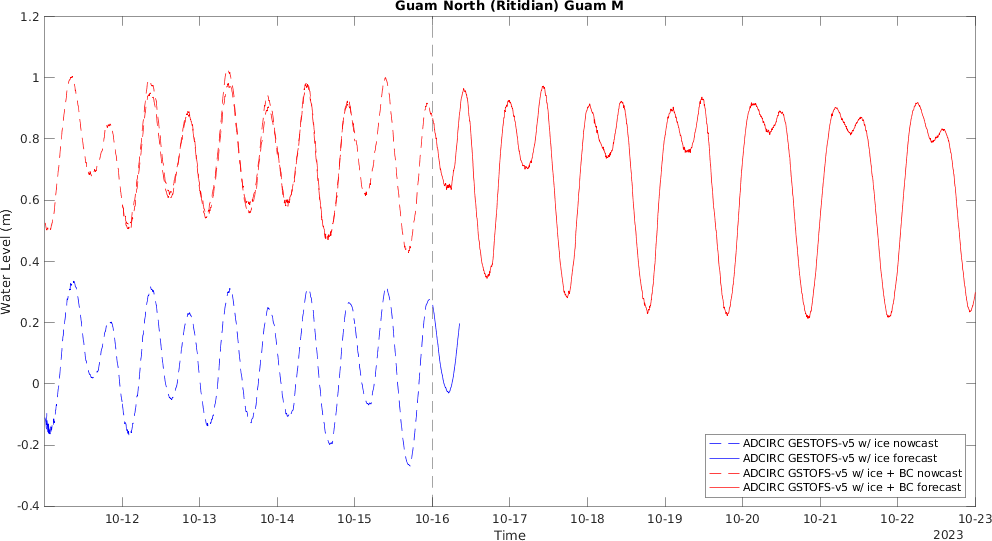 Guam North (Ritidian) Guam M
1.2
1
0.8
0.6
0.4
0.2
0
-0.2
-0.4
Water Level (m)
ADCIRC GESTOFS-v5 w/ ice nowcast
ADCIRC GESTOFS-v5 w/ ice forecast
ADCIRC GSTOFS-v5 w/ ice + BC nowcast
ADCIRC GSTOFS-v5 w/ ice + BC forecast
10-12 10-13 10-14 10-15 10-16 10-17 10-18 10-19 10-20 10-21 10-22 10-23
Time
2023